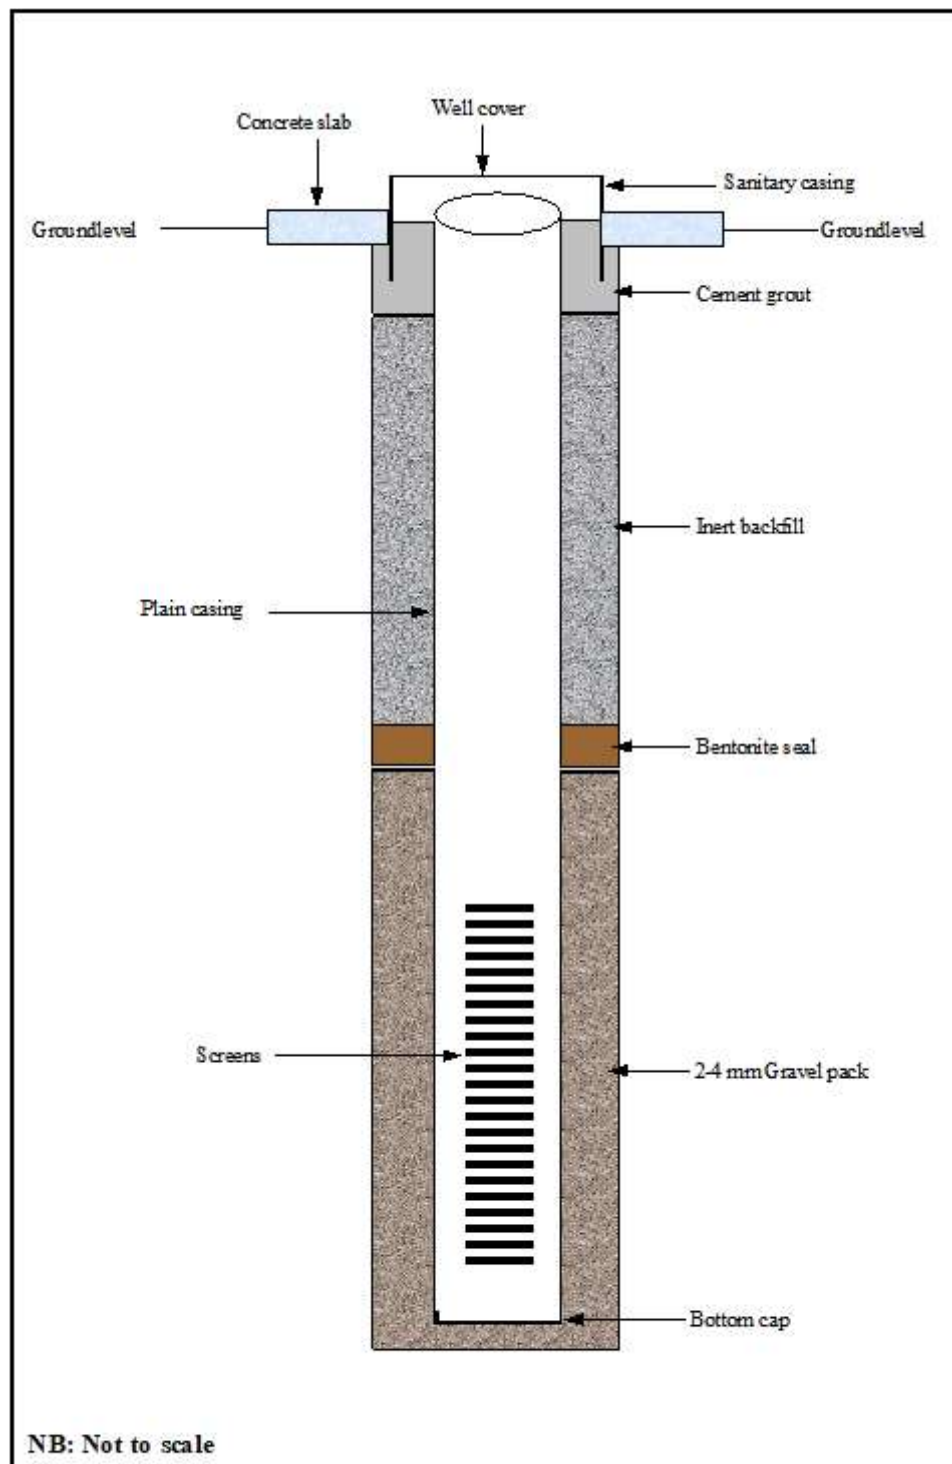 Well cover
Concrete slab
Sanitary casing
Groundlevel
Groundlevel
Cement grout
Inert backfill
Plain casing
Bentonite seal
Screens
2-4 mm Gravel pack
Bottom cap
NB: Not to scale